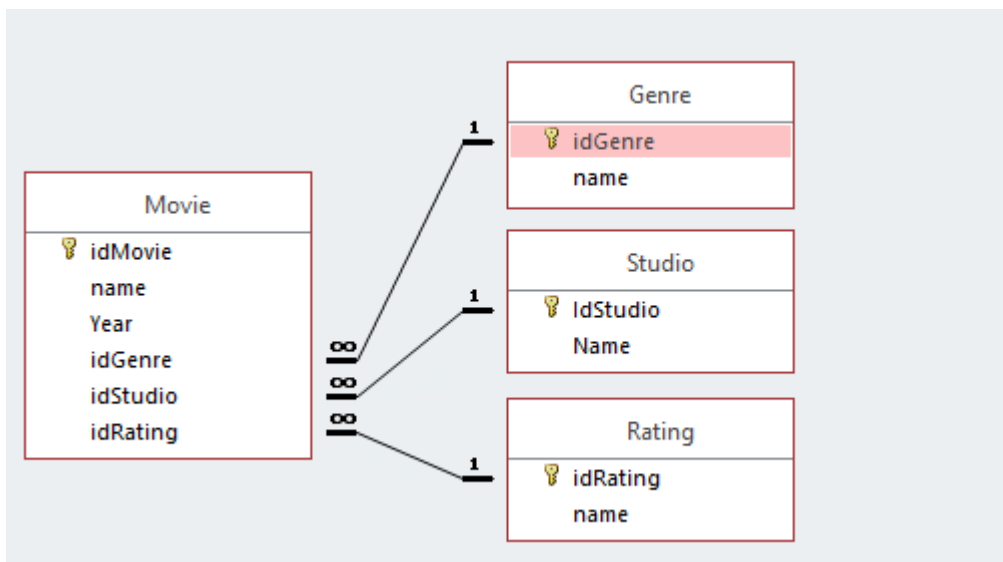 Movie
idMovie
name
Year
idGenre
idStudio
idRating
∞
∞
∞
1
1
1
Genre
idGenre
name
Studio
IdStudio
Name
Rating
idRating
name